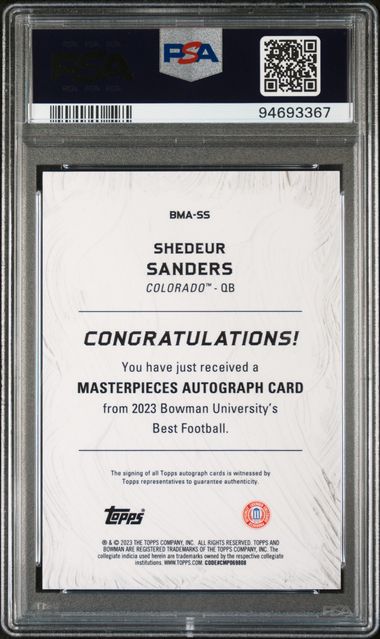 PSA
PSA
94693367
BMA-SS
SHEDEUR
SANDERS
COLORADO™ - QB
CONGRATULATIONS!
You have just received a
MASTERPIECES AUTOGRAPH CARD
from 2023 Bowman University's
Best Football.
The signing of all Topps autograph cards is witnessed by
Topps representatives to guarantee authenticity.
Topps
® & © 2023 THE TOPPS COMPANY, INC. ALL RIGHTS RESERVED. TOPPS AND
BOWMAN ARE REGISTERED TRADEMARKS OF THE TOPPS COMPANY, INC. The
collegiate indicia used herein are trademarks owned by the respective collegiate
institutions. WWW.TOPPS.COM. CODE#CMP069808